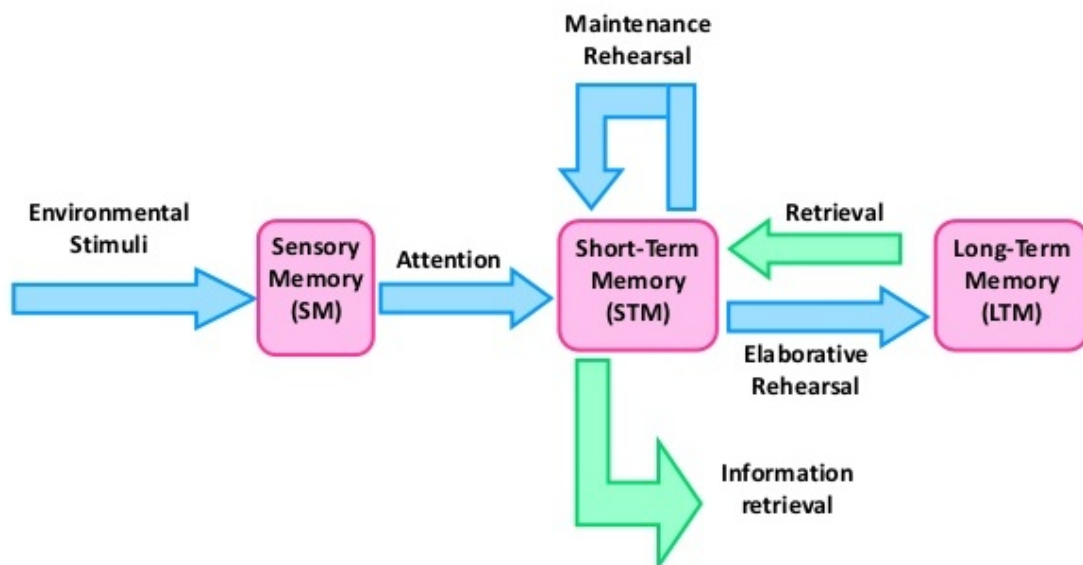 Maintenance
Rehearsal
Environmental
Stimuli
Sensory
Memory
(SM)
Attention
Short-Term
Memory
(STM)
Retrieval
Long-Term
Memory
(LTM)
Elaborative
Rehearsal
Information
retrieval